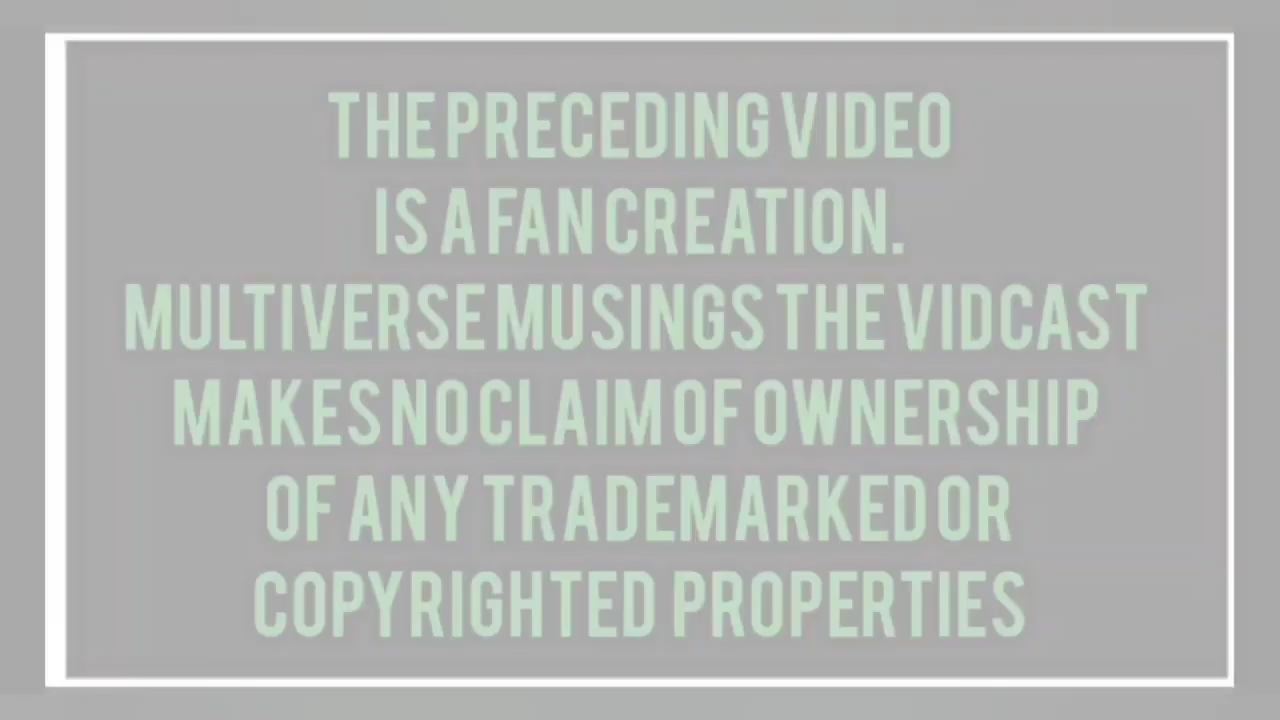 THE PRECEDING VIDEO
IS A FAN CREATION.
MULTIVERSE MUSINGS THE VIDCAST
MAKES NO CLAIM OF OWNERSHIP
OF ANY TRADEMARKED OR
COPYRIGHTED PROPERTIES